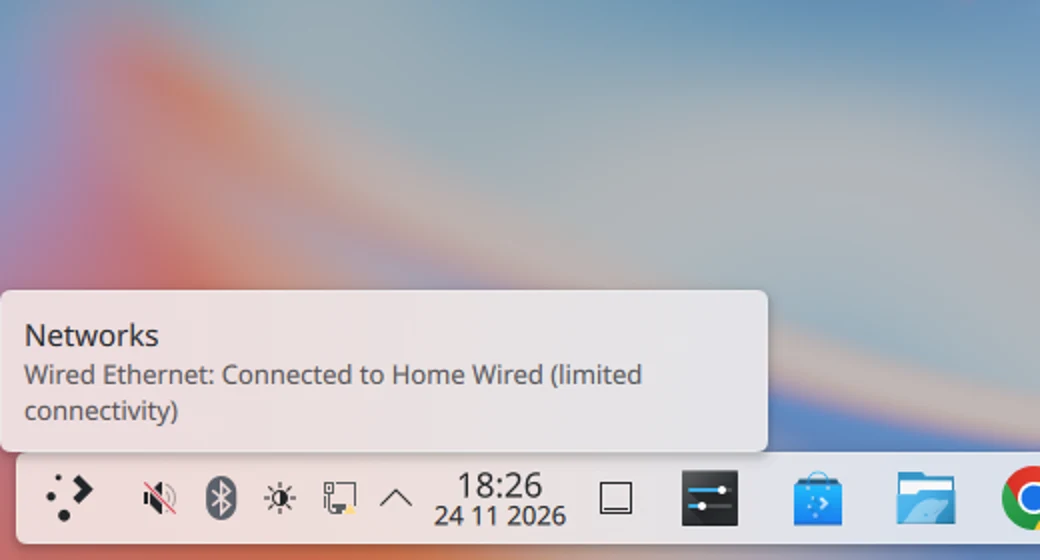 Networks
Wired Ethernet: Connected to Home Wired (limited
connectivity)
18:26
24 11 2026